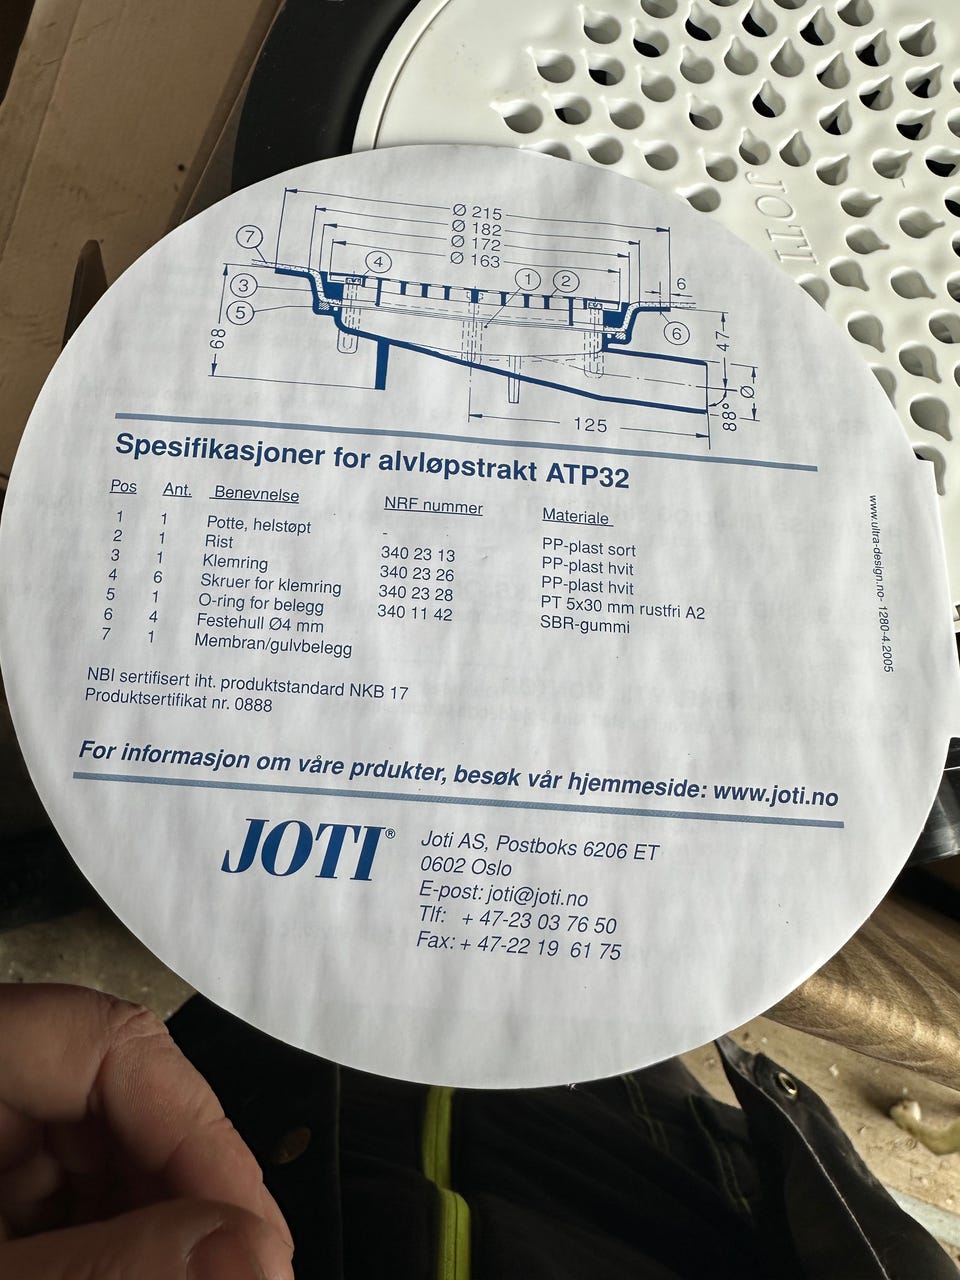 JOTI
Ø 215
Ø 182
Ø 172
Ø 163
7
4
1
2
6
3
5
6
68
47
Ø
88°
125
Spesifikasjoner for alvløpstrakt ATP32
Pos Ant. Benevnelse NRF nummer Materiale
1 1 Potte, helstøpt - PP-plast sort
2 1 Rist 340 23 13 PP-plast hvit
3 1 Klemring 340 23 26 PP-plast hvit
4 6 Skruer for klemring 340 23 28 PT 5x30 mm rustfri A2
5 1 O-ring for belegg 340 11 42 SBR-gummi
6 4 Festehull Ø4 mm
7 1 Membran/gulvbelegg
www.ultra-design.no- 1280-4.2005
NBI sertifisert iht. produktstandard NKB 17
Produktsertifikat nr. 0888
For informasjon om våre prdukter, besøk vår hjemmeside: www.joti.no
JOTI®
Joti AS, Postboks 6206 ET
0602 Oslo
E-post: joti@joti.no
Tlf: + 47-23 03 76 50
Fax: + 47-22 19 61 75